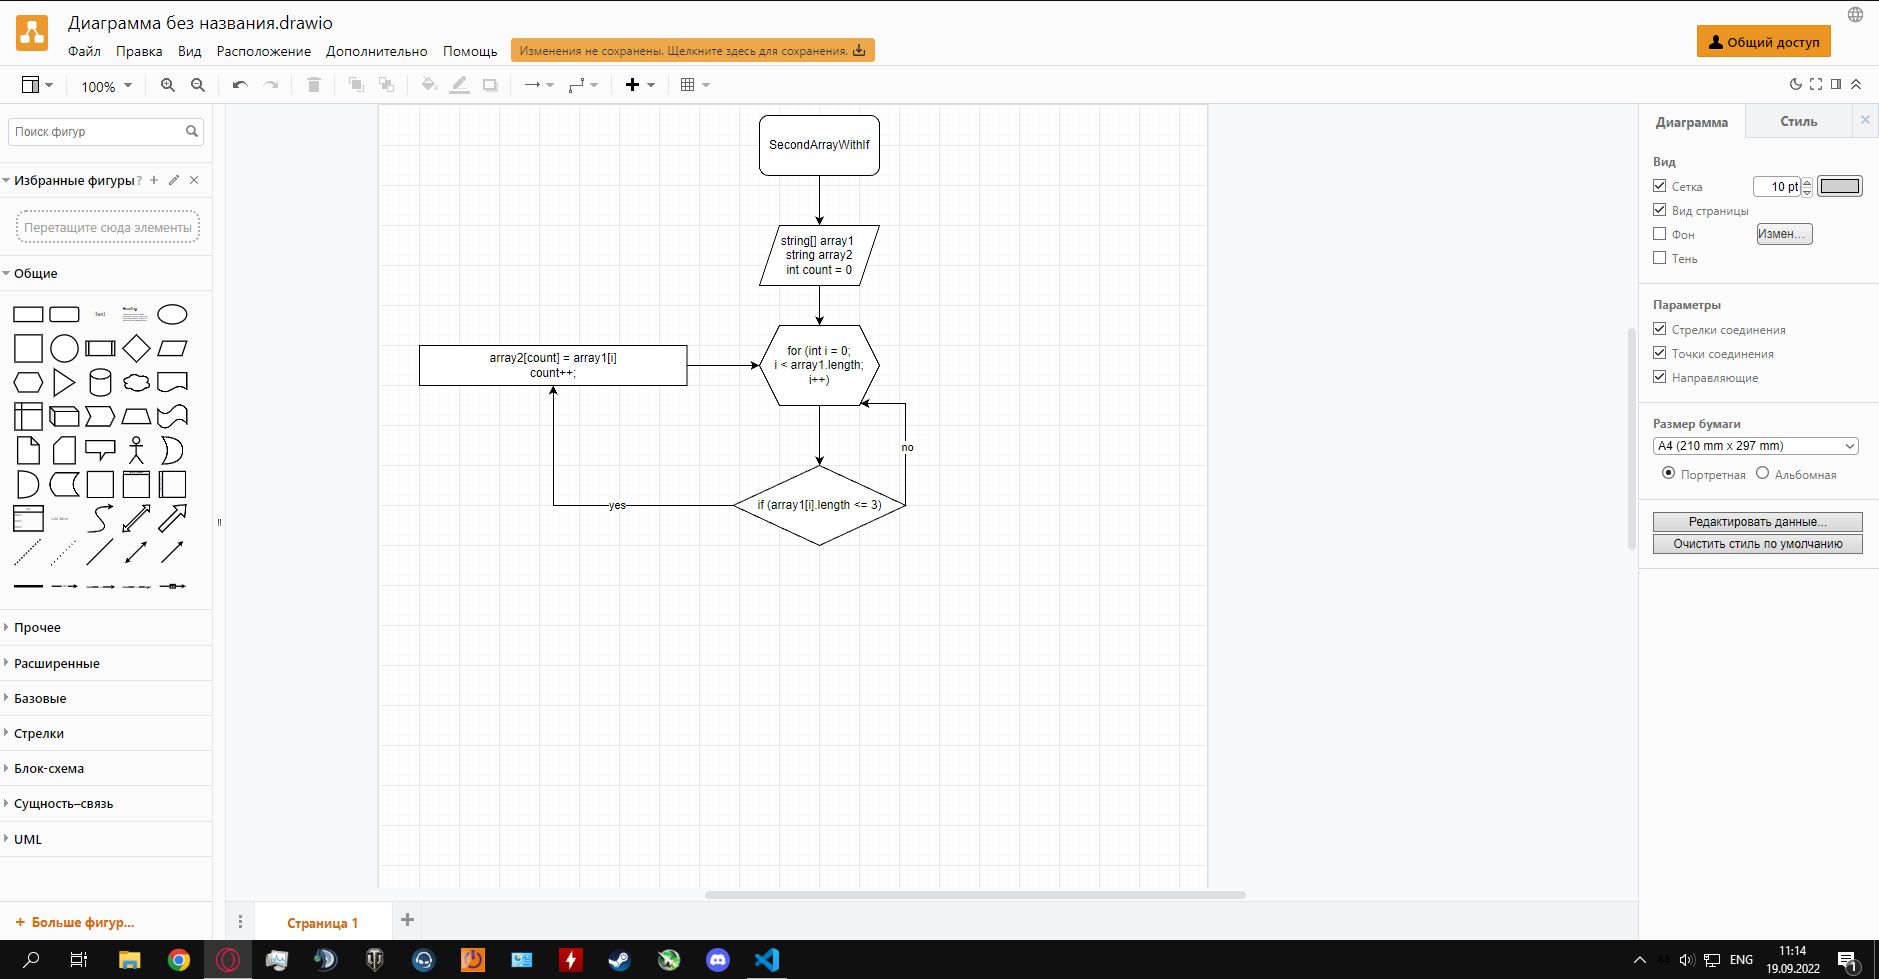 Диаграмма без названия.drawio
Файл Правка Вид Расположение Дополнительно Помощь Изменения не сохранены. Щелкните здесь для сохранения.
Общий доступ
100%
Поиск фигур
Избранные фигуры ?
Перетащите сюда элементы
Общие
Text
Heading
Прочее
Расширенные
Базовые
Стрелки
Блок-схема
Сущность–связь
UML
+ Больше фигур...
SecondArrayWithIf
string[] array1
string array2
int count = 0
for (int i = 0;
i < array1.length;
i++)
array2[count] = array1[i]
count++;
no
if (array1[i].length <= 3)
yes
Страница 1
Диаграмма Стиль
Вид
Сетка 10 pt
Вид страницы
Фон Измен...
Тень
Параметры
Стрелки соединения
Точки соединения
Направляющие
Размер бумаги
A4 (210 mm x 297 mm)
Портретная Альбомная
Редактировать данные...
Очистить стиль по умолчанию
44 ENG
11:14
19.09.2022
1